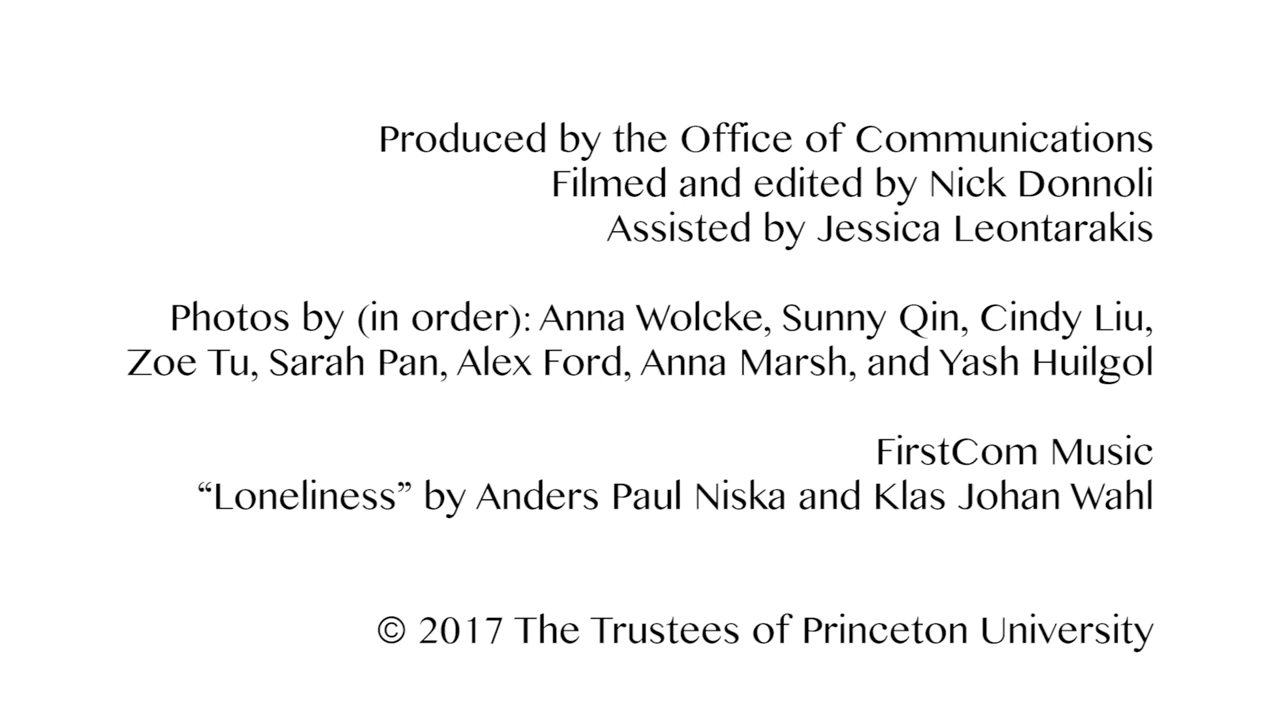 Produced by the Office of Communications
Filmed and edited by Nick Donnoli
Assisted by Jessica Leontarakis
Photos by (in order): Anna Wolcke, Sunny Qin, Cindy Liu,
Zoe Tu, Sarah Pan, Alex Ford, Anna Marsh, and Yash Huilgol
FirstCom Music
“Loneliness” by Anders Paul Niska and Klas Johan Wahl
© 2017 The Trustees of Princeton University